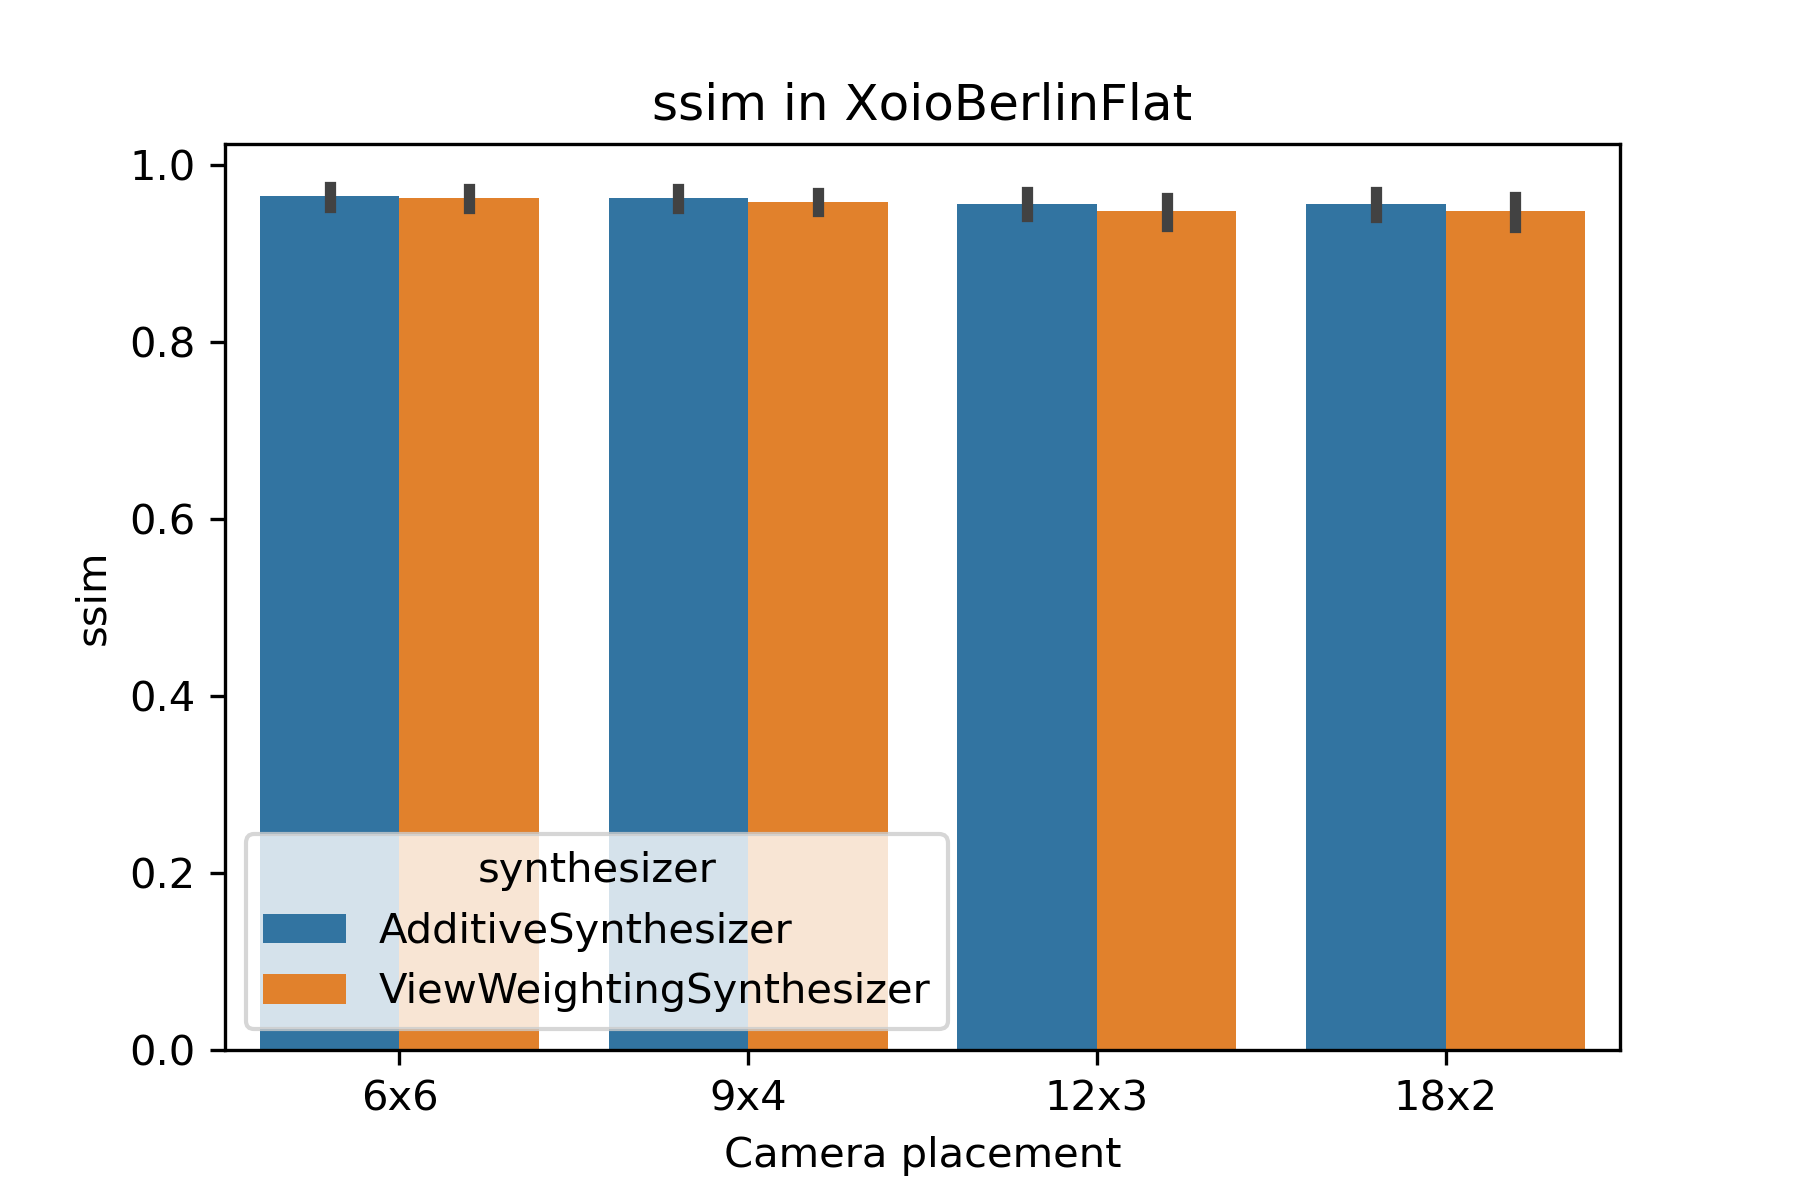 ssim in XoioBerlinFlat
1.0
0.8
0.6
0.4
0.2
0.0
ssim
synthesizer
AdditiveSynthesizer
ViewWeightingSynthesizer
6x6
9x4
12x3
18x2
Camera placement